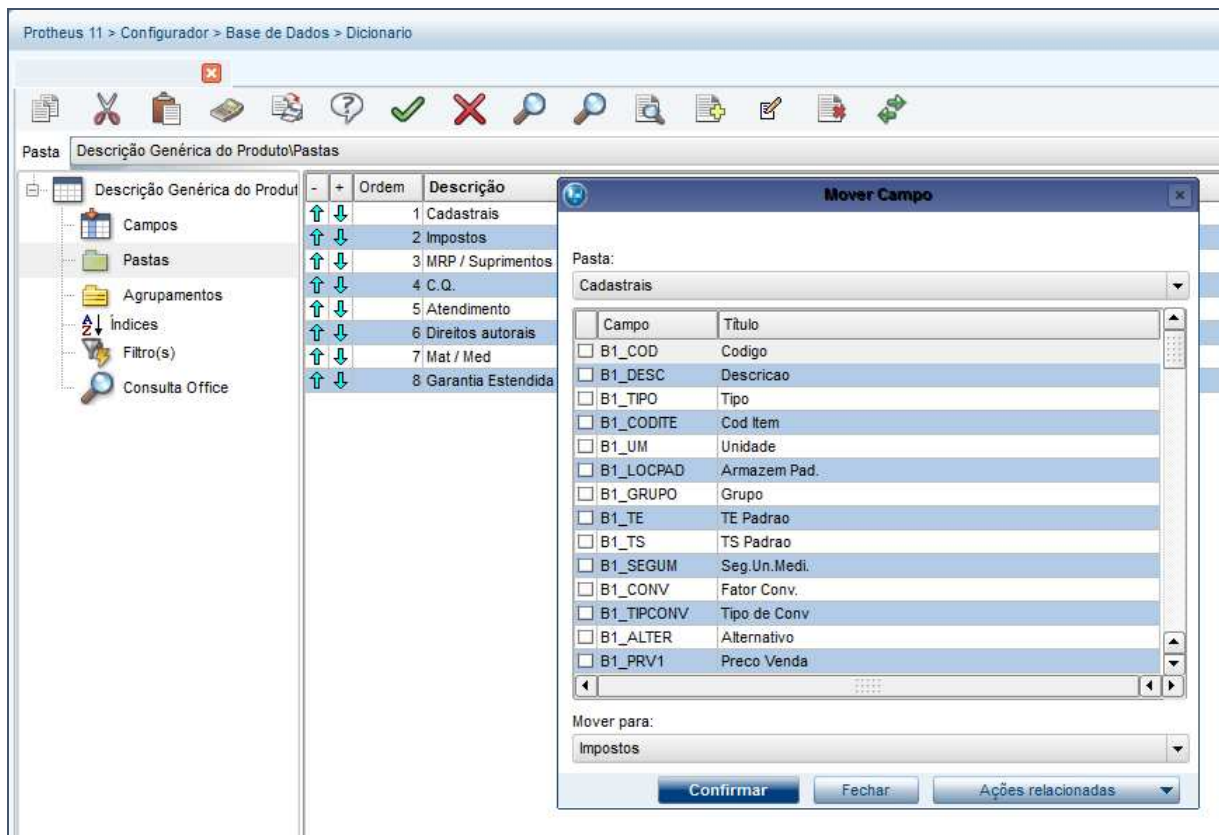 Protheus 11 > Configurador > Base de Dados > Dicionario
Pasta Descrição Genérica do Produto\Pastas
Descrição Genérica do Produt
Campos
Pastas
Agrupamentos
Índices
Filtro(s)
Consulta Office
- + Ordem Descrição
1 Cadastrais
2 Impostos
3 MRP / Suprimentos
4 C.Q.
5 Atendimento
6 Direitos autorais
7 Mat / Med
8 Garantia Estendida
Mover Campo
Pasta:
Cadastrais
Campo Título
B1_COD Codigo
B1_DESC Descricao
B1_TIPO Tipo
B1_CODITE Cod Item
B1_UM Unidade
B1_LOCPAD Armazem Pad.
B1_GRUPO Grupo
B1_TE TE Padrao
B1_TS TS Padrao
B1_SEGUM Seg.Un.Medi.
B1_CONV Fator Conv.
B1_TIPCONV Tipo de Conv
B1_ALTER Alternativo
B1_PRV1 Preco Venda
Mover para:
Impostos
Confirmar Fechar Ações relacionadas